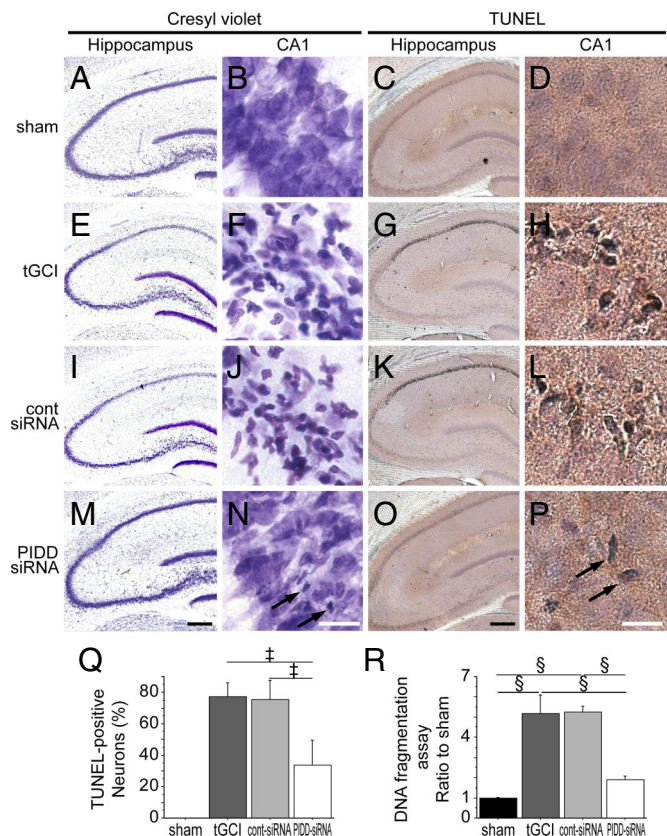 Cresyl violet TUNEL
Hippocampus CA1 Hippocampus CA1
A B C D
sham
E F G H
tGCI
I J K L
cont
siRNA
M N O P
PIDD
siRNA
Q R
‡
‡
§ §
§ §
TUNEL-positive
Neurons (%)
80
60
40
20
0
sham tGCI cont-siRNA PIDD-siRNA
DNA fragmentation
assay
Ratio to sham
7
4
1
0
sham tGCI cont-siRNA PIDD-siRNA